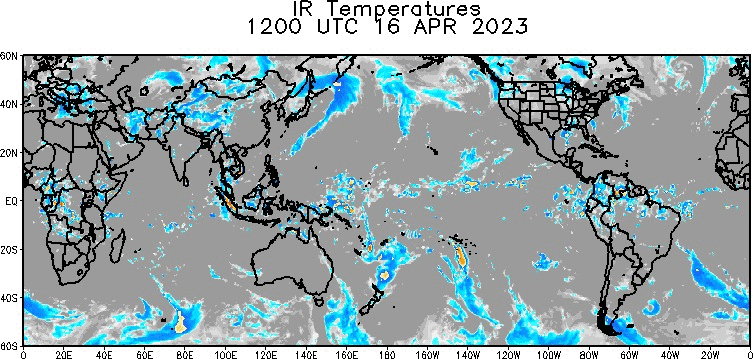 IR Temperatures
1200 UTC 16 APR 2023
60N
40N
20N
EQ
20S
40S
60S
0 20E 40E 60E 80E 100E 120E 140E 160E 180 160W 140W 120W 100W 80W 60W 40W 20W 0